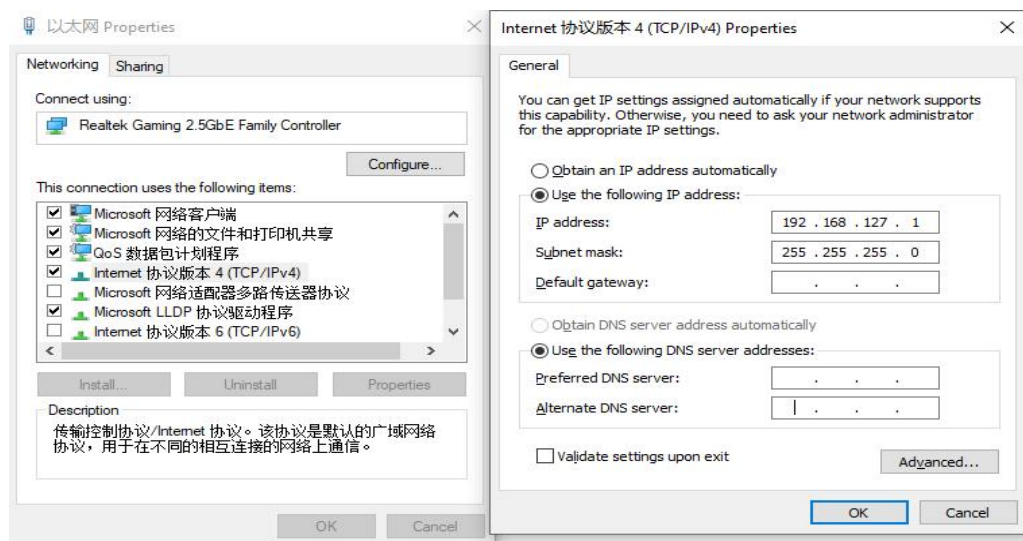 以太网 Properties
Networking
Sharing
Connect using:
Realtek Gaming 2.5GbE Family Controller
Configure...
This connection uses the following items:
Microsoft 网络客户端
Microsoft 网络的文件和打印机共享
QoS 数据包计划程序
Internet 协议版本 4 (TCP/IPv4)
Microsoft 网络适配器多路传送器协议
Microsoft LLDP 协议驱动程序
Internet 协议版本 6 (TCP/IPv6)
Install...
Uninstall
Properties
Description
传输控制协议/Internet 协议。该协议是默认的广域网络
协议，用于在不同的相互连接的网络上通信。
OK
Cancel
Internet 协议版本 4 (TCP/IPv4) Properties
General
You can get IP settings assigned automatically if your network supports
this capability. Otherwise, you need to ask your network administrator
for the appropriate IP settings.
Obtain an IP address automatically
Use the following IP address:
IP address: 192 . 168 . 127 . 1
Subnet mask: 255 . 255 . 255 . 0
Default gateway: . . .
Obtain DNS server address automatically
Use the following DNS server addresses:
Preferred DNS server: . . .
Alternate DNS server: . . .
Validate settings upon exit
Advanced...
OK
Cancel